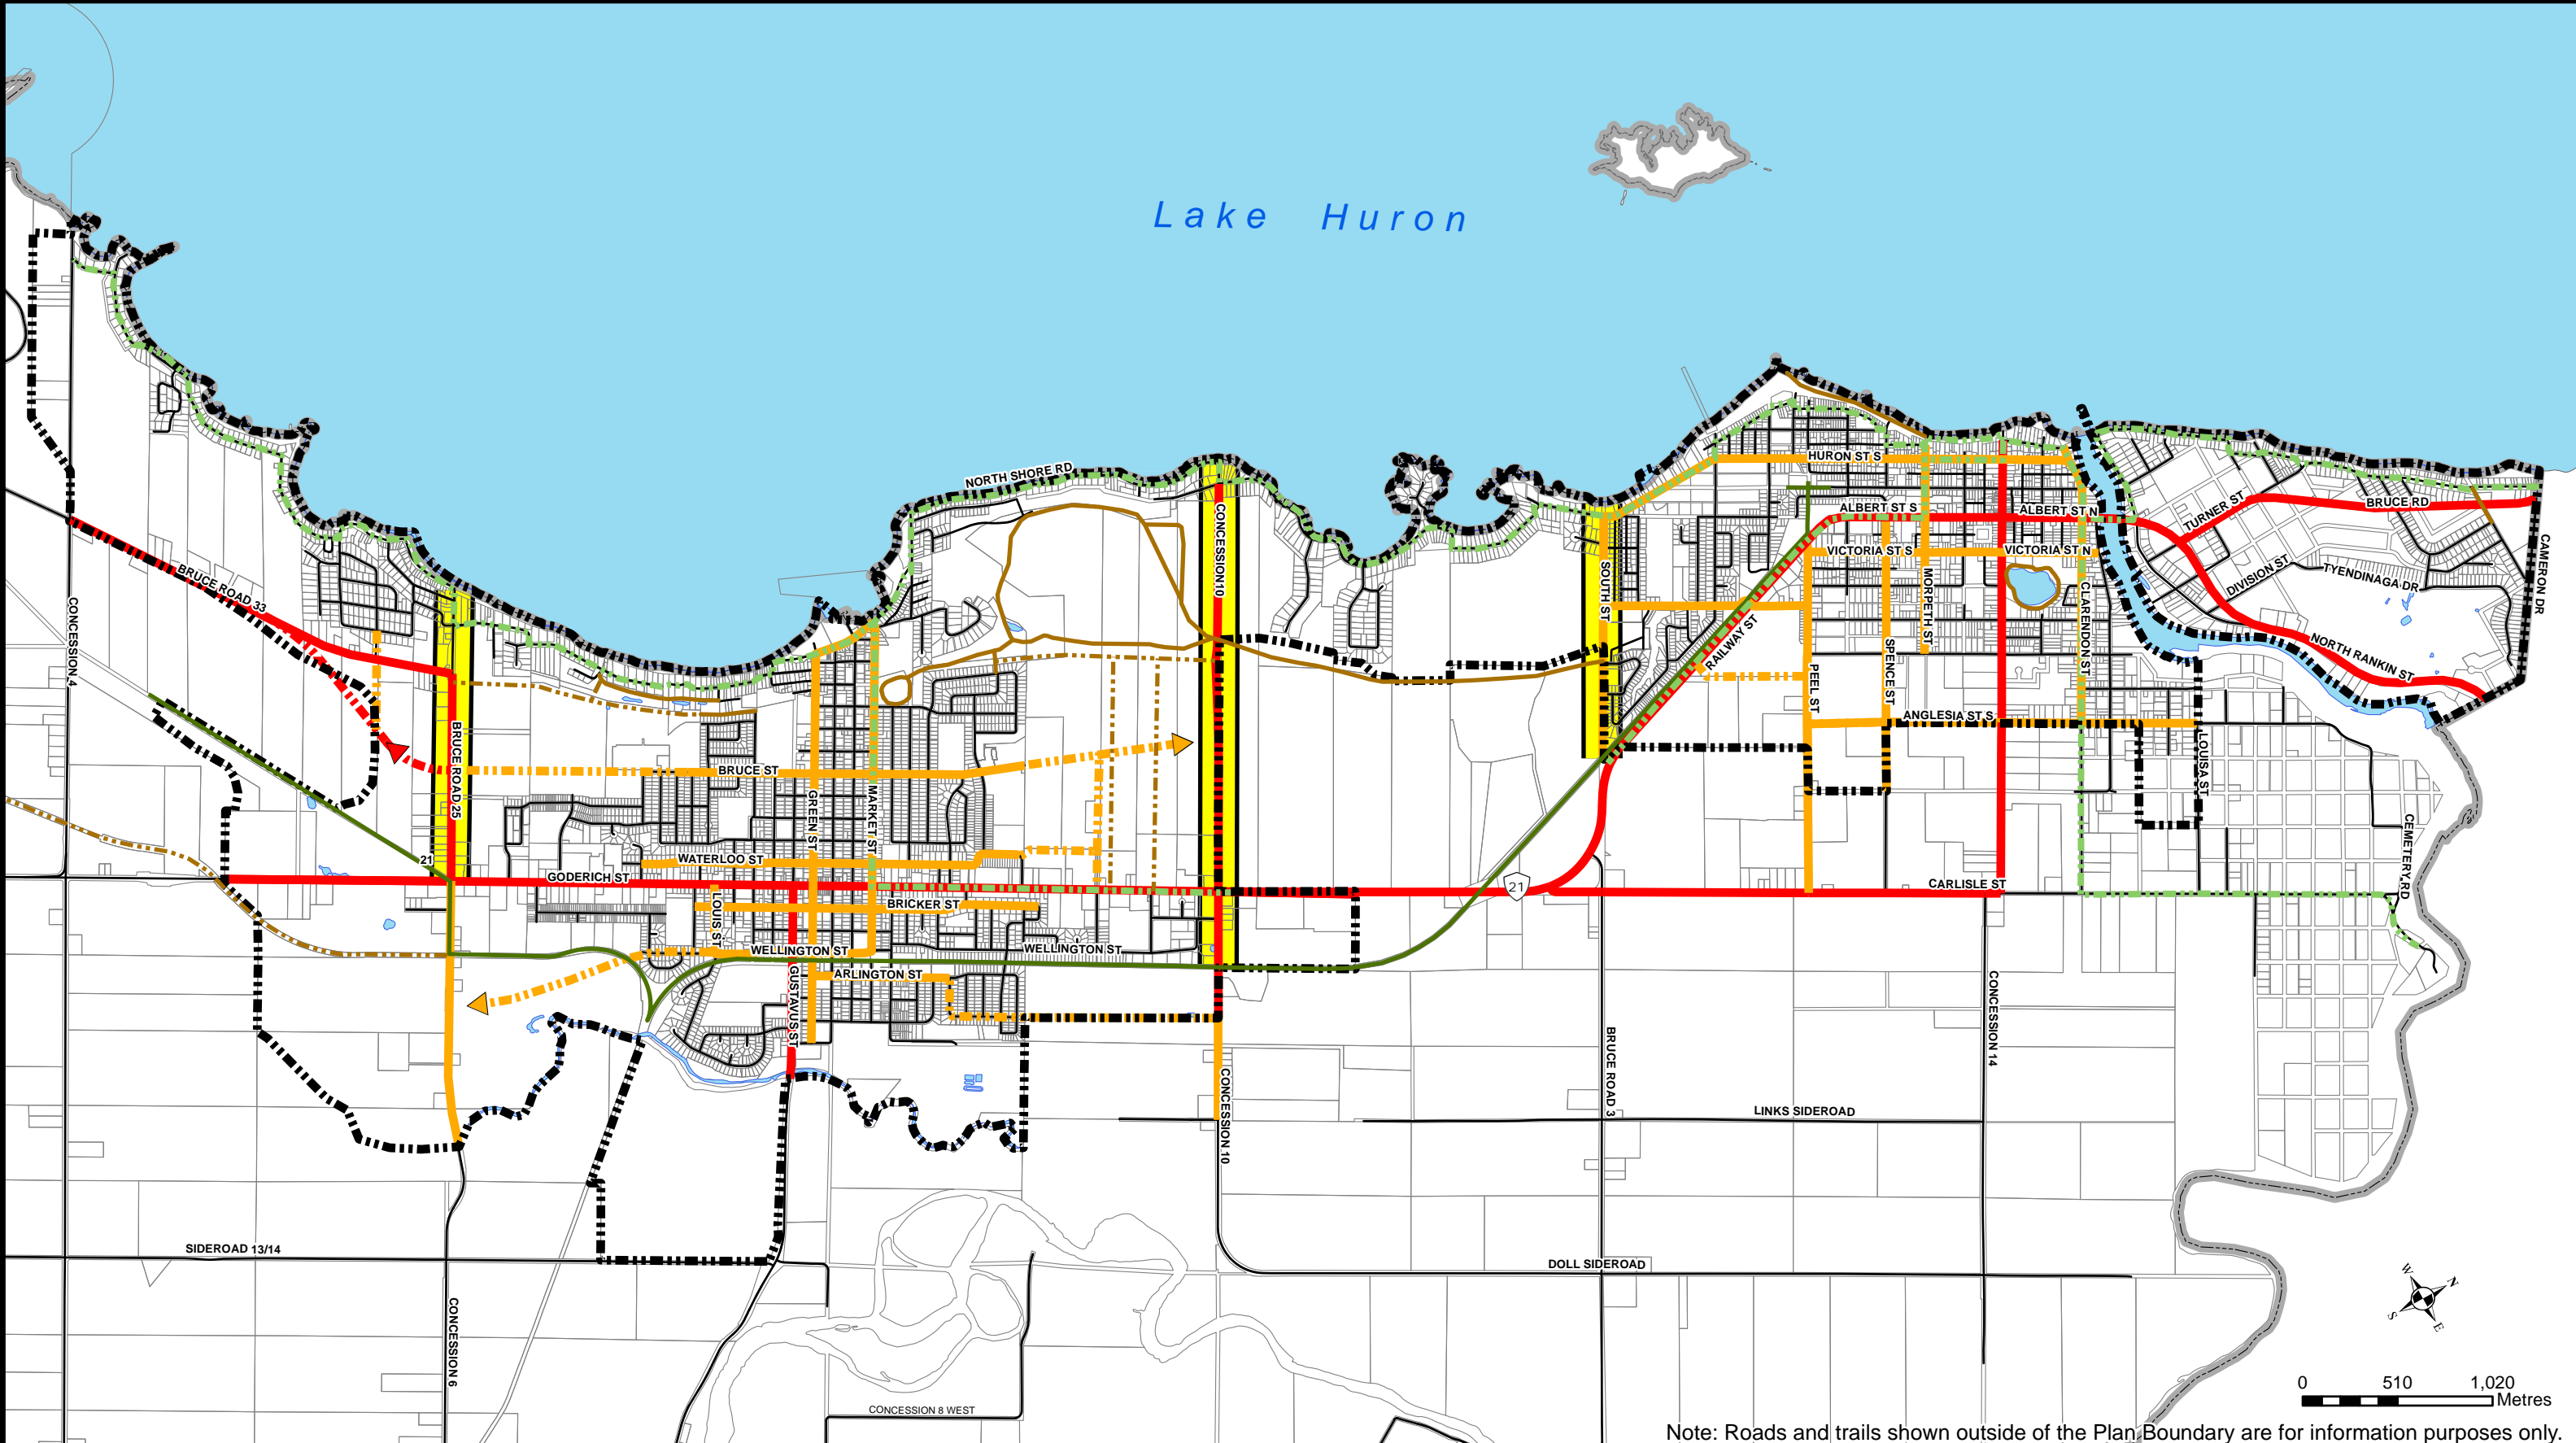 Lake Huron
NORTH SHORE RD
HURON ST S
BRUCE RD
TURNER ST
ALBERT ST S
ALBERT ST N
CONCESSION 10
VICTORIA ST S
VICTORIA ST N
CAMERON DR
DIVISION ST
TYENDINAGA DR
BRUCE ROAD 33
CONCESSION 4
SOUTH ST
MORPETH ST
CLARENDON ST
RAILWAY ST
SPENCE ST
NORTH RANKIN ST
PEEL ST
ANGLESIA ST S
BRUCE ROAD 25
LOUISA ST
BRUCE ST
GREEN ST
MARKET ST
21
WATERLOO ST
GODERICH ST
21
CARLISLE ST
CEMETERY RD
LOUIS ST
BRICKER ST
WELLINGTON ST
WELLINGTON ST
ARLINGTON ST
GUSTAVUS ST
CONCESSION 14
BRUCE ROAD 3
CONCESSION 10
LINKS SIDEROAD
SIDEROAD 13/14
DOLL SIDEROAD
CONCESSION 6
W
N
S
E
0 510 1,020
Metres
CONCESSION 8 WEST
Note: Roads and trails shown outside of the Plan Boundary are for information purposes only.